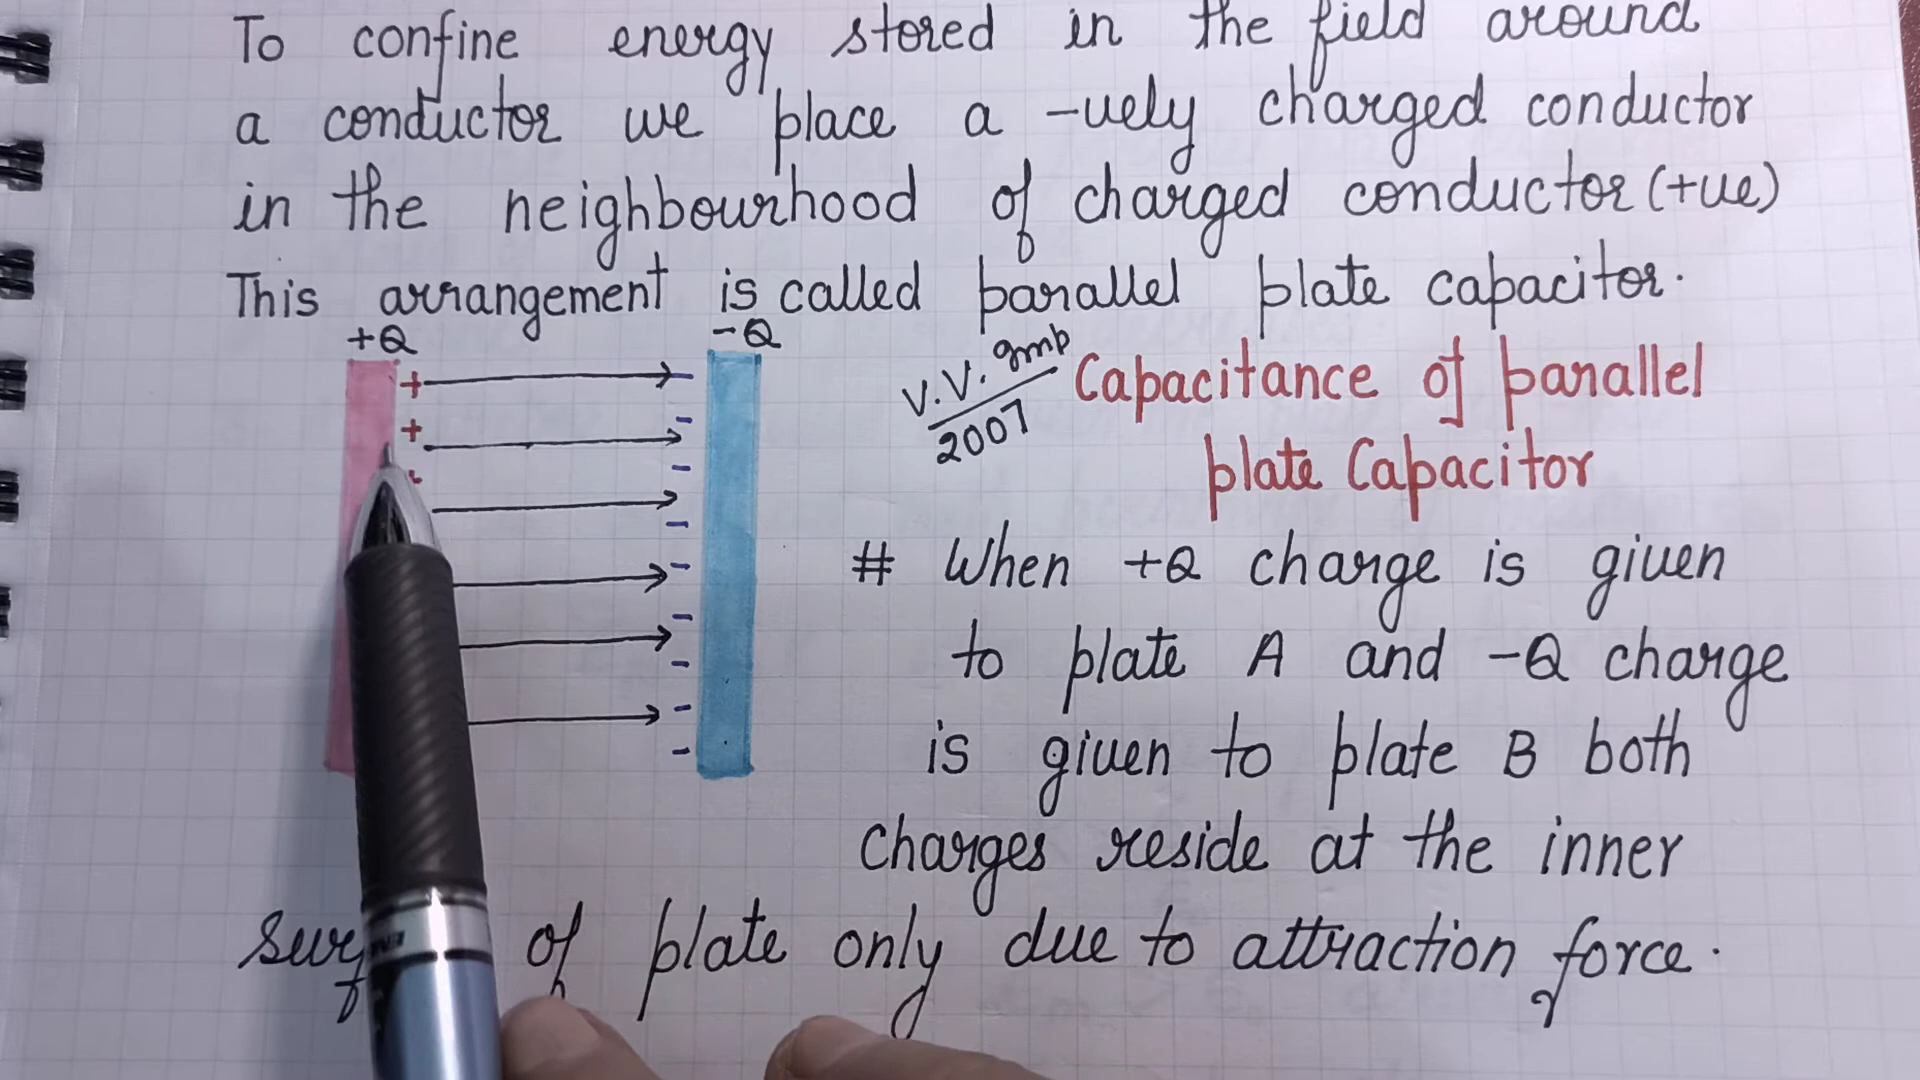 To confine energy stored in the field around
a conductor we place a -vely charged conductor
in the neighbourhood of charged conductor (+ve)
This arrangement is called parallel plate capacitor.
+Q
-Q
V.V. Imp
2007
Capacitance of parallel
plate Capacitor
# When +Q charge is given
to plate A and -Q charge
is given to plate B both
charges reside at the inner
of plate only due to attraction force.